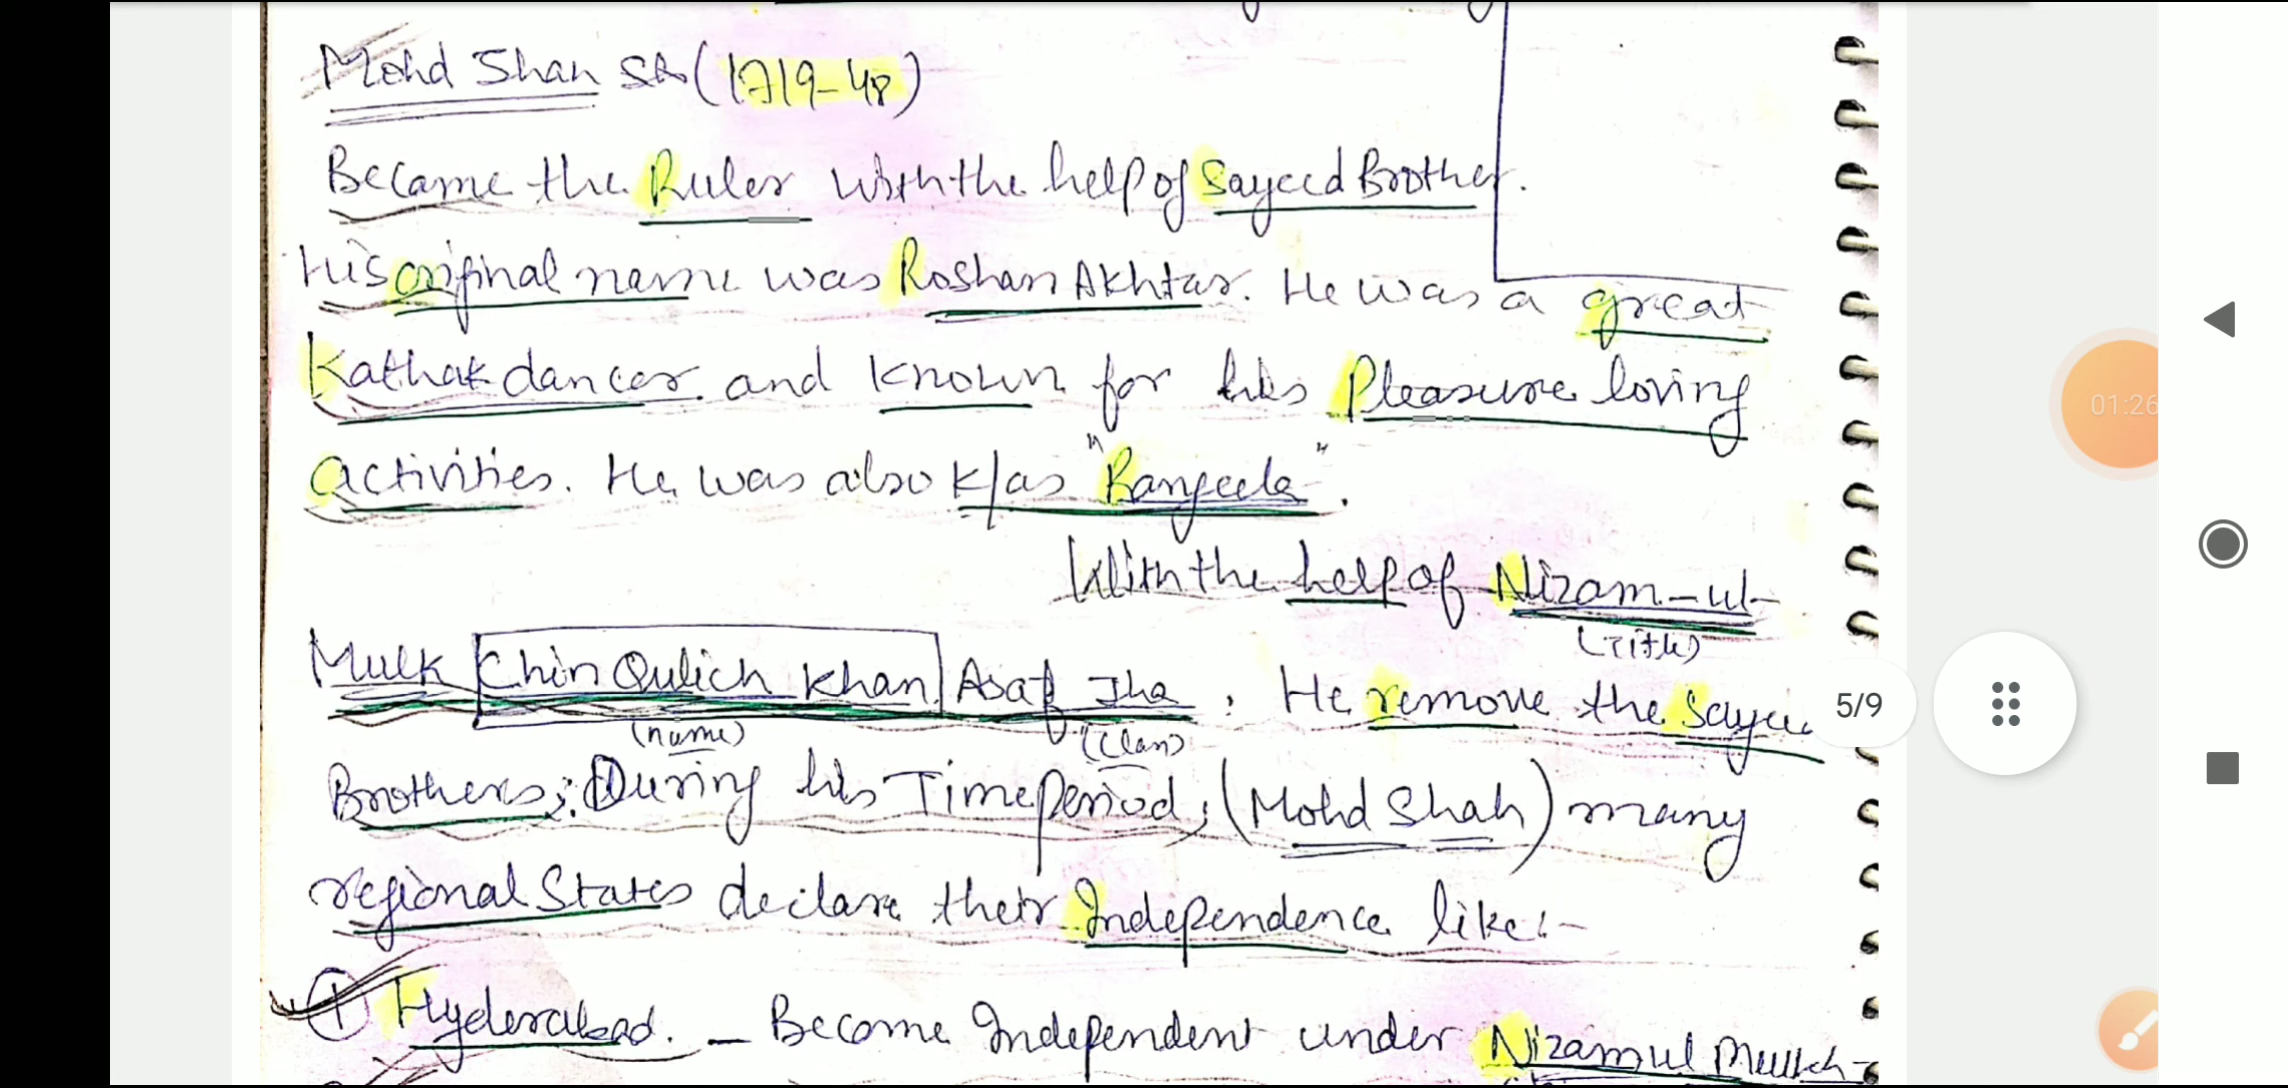 Mohd Shah (1719-48)
Became the Ruler with the help of Sayeed Brother.
His original name was Roshan Akhtar. He was a great
Kathak dancer and known for his Pleasure loving
activities. He was also k/as "Rangeela".
With the help of Nizam-ul-
(Title)
Mulk Chin Qulich Khan Asaf Jha. He remove the Sayee
(name) (Clan)
Brothers; During his Time period, (Mohd Shah) many
regional States declare their Independence like:-
① Hyderabad. - Become Independent under Nizamul Mulk-
5/9
01:26